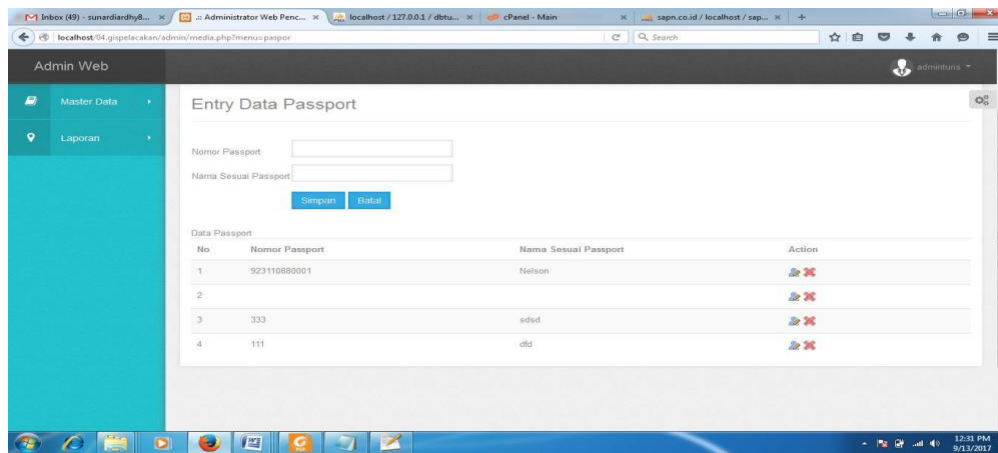 Inbox (49) - sunardiardhy8...
.:: Administrator Web Penc...
localhost / 127.0.0.1 / dbtu...
cPanel - Main
sapn.co.id / localhost / sap...
localhost/04.gispelacakan/admin/media.php?menu=paspor
Search
Admin Web
admintuns
Master Data
Laporan
Entry Data Passport
Nomor Passport
Nama Sesuai Passport
Simpan Batal
Data Passport
No Nomor Passport Nama Sesuai Passport Action
1 923110880001 Nelson
2
3 333 sdsd
4 111 dfd
12:31 PM
9/13/2017